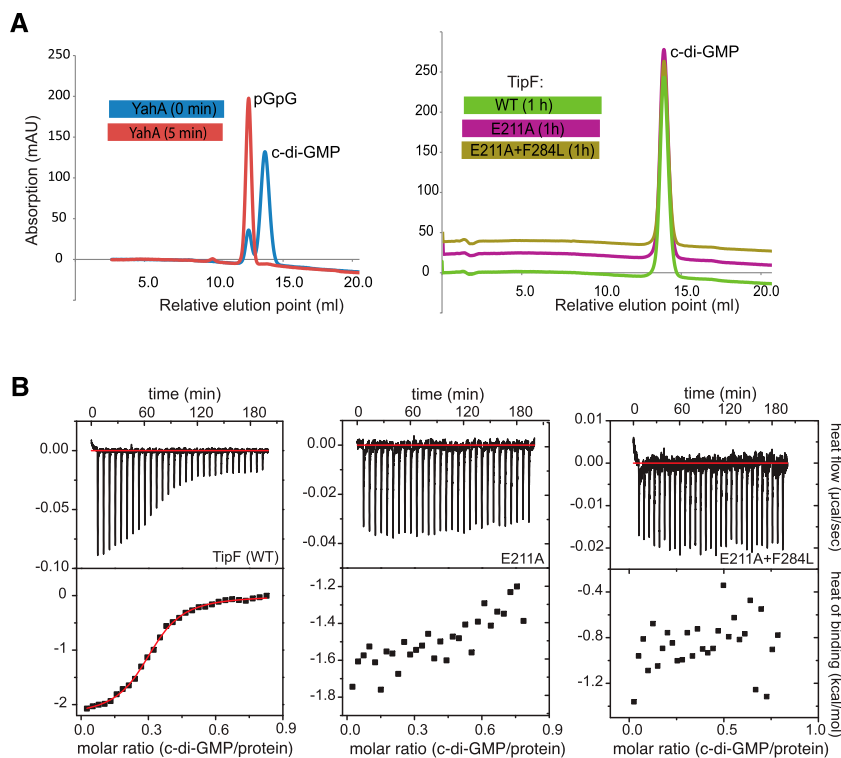 A
250
200
150
100
50
0
Absorption (mAU)
YahA (0 min)
YahA (5 min)
pGpG
c-di-GMP
5.0
10.0
15.0
20.0
Relative elution point (ml)
250
200
150
100
50
0
c-di-GMP
TipF:
WT (1 h)
E211A (1h)
E211A+F284L (1h)
5.0
10.0
15.0
20.0
Relative elution point (ml)
B
time (min)
0 60 120 180
0.00
-0.05
-0.10
TipF (WT)
0
-1
-2
0.0 0.3 0.6 0.9
molar ratio (c-di-GMP/protein)
time (min)
0 60 120 180
0.00
-0.02
-0.04
E211A
-1.2
-1.4
-1.6
-1.8
0.0 0.3 0.6 0.9
molar ratio (c-di-GMP/protein)
time (min)
0 60 120 180
0.01
0.00
-0.01
-0.02
E211A+F284L
heat flow (μcal/sec)
-0.4
-0.8
-1.2
heat of binding (kcal/mol)
0.0 0.5 1.0
molar ratio (c-di-GMP/protein)